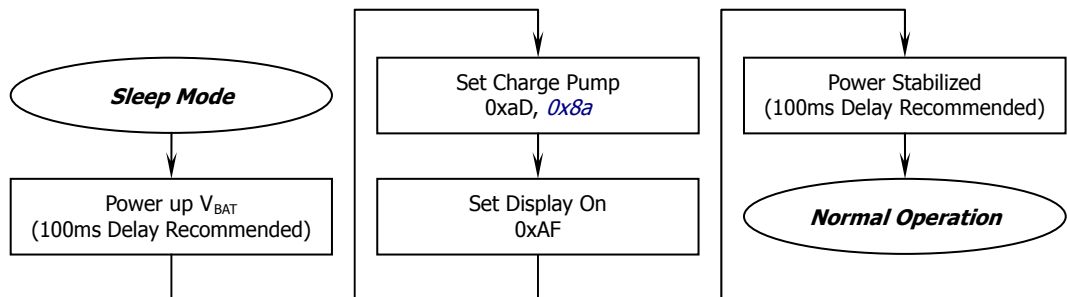 Sleep Mode
Power up VBAT
(100ms Delay Recommended)
Set Charge Pump
0xaD, 0x8a
Set Display On
0xAF
Power Stabilized
(100ms Delay Recommended)
Normal Operation